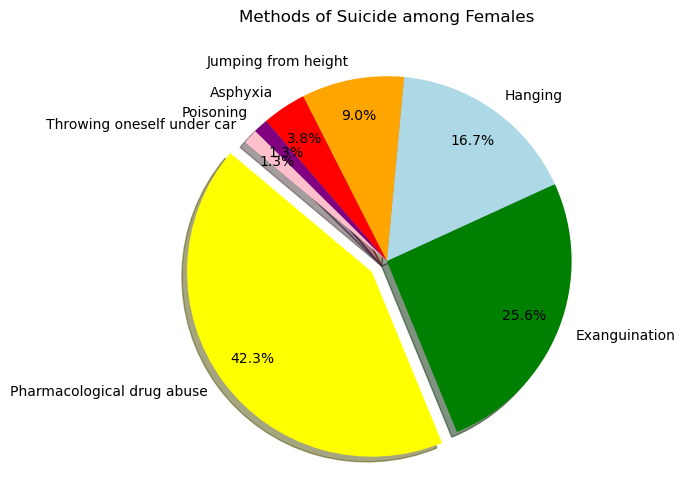 Methods of Suicide among Females
Jumping from height
Asphyxia
Hanging
Poisoning
Throwing oneself under car
9.0%
16.7%
3.8%
1.3%
1.3%
25.6%
Exanguination
42.3%
Pharmacological drug abuse